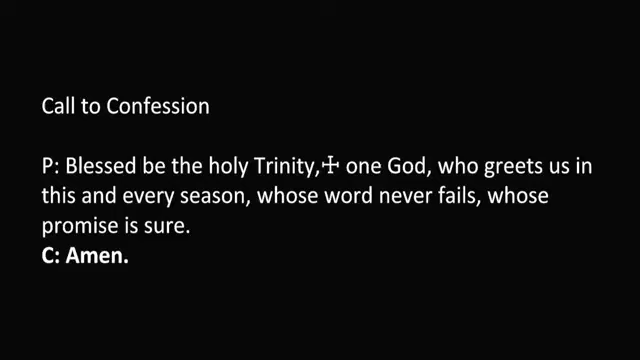 Call to Confession
P: Blessed be the holy Trinity,☩ one God, who greets us in
this and every season, whose word never fails, whose
promise is sure.
C: Amen.